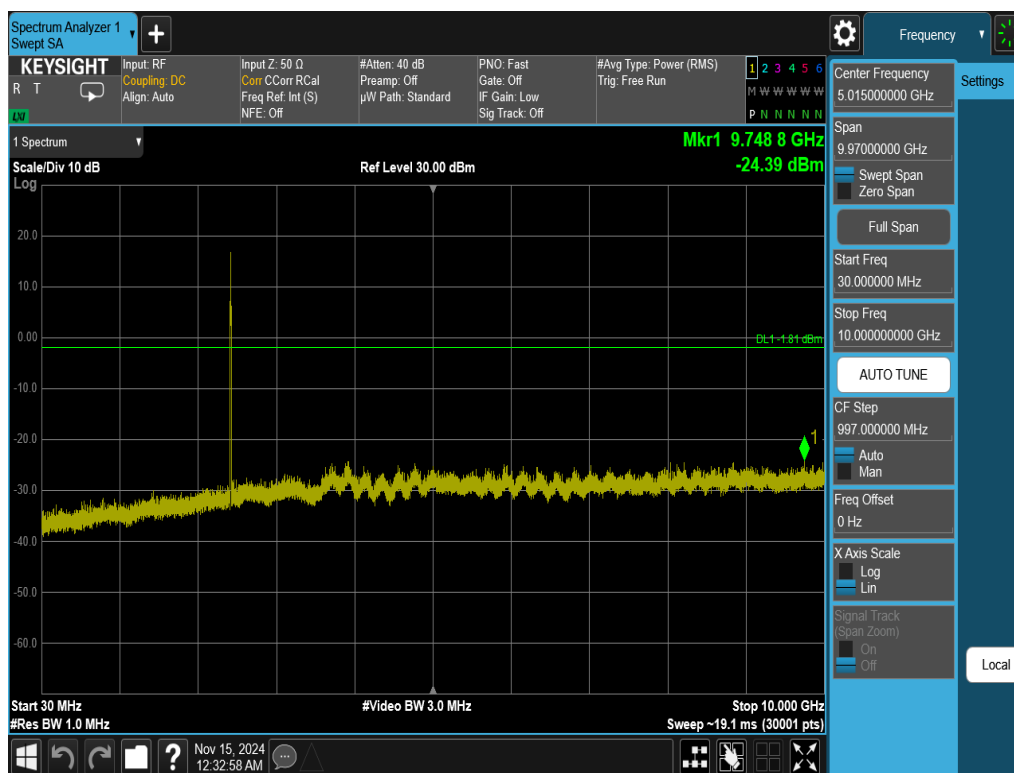 Spectrum Analyzer 1
Swept SA
+
Frequency
KEYSIGHT
R T
LXI
Input: RF
Coupling: DC
Align: Auto
Input Z: 50 Ω
Corr CCorr RCal
Freq Ref: Int (S)
NFE: Off
#Atten: 40 dB
Preamp: Off
µW Path: Standard
PNO: Fast
Gate: Off
IF Gain: Low
Sig Track: Off
#Avg Type: Power (RMS)
Trig: Free Run
1 2 3 4 5 6
M W W W W W
P N N N N N
1 Spectrum
Mkr1 9.748 8 GHz
Scale/Div 10 dB
Ref Level 30.00 dBm
-24.39 dBm
Log
20.0
10.0
0.00
DL1 -1.81 dBm
-10.0
-20.0
1
-30.0
-40.0
-50.0
-60.0
Start 30 MHz
#Video BW 3.0 MHz
Stop 10.000 GHz
#Res BW 1.0 MHz
Sweep ~19.1 ms (30001 pts)
Nov 15, 2024
12:32:58 AM
?
Center Frequency
5.015000000 GHz
Settings
Span
9.97000000 GHz
Swept Span
Zero Span
Full Span
Start Freq
30.000000 MHz
Stop Freq
10.000000000 GHz
AUTO TUNE
CF Step
997.000000 MHz
Auto
Man
Freq Offset
0 Hz
X Axis Scale
Log
Lin
Signal Track
(Span Zoom)
On
Off
Local